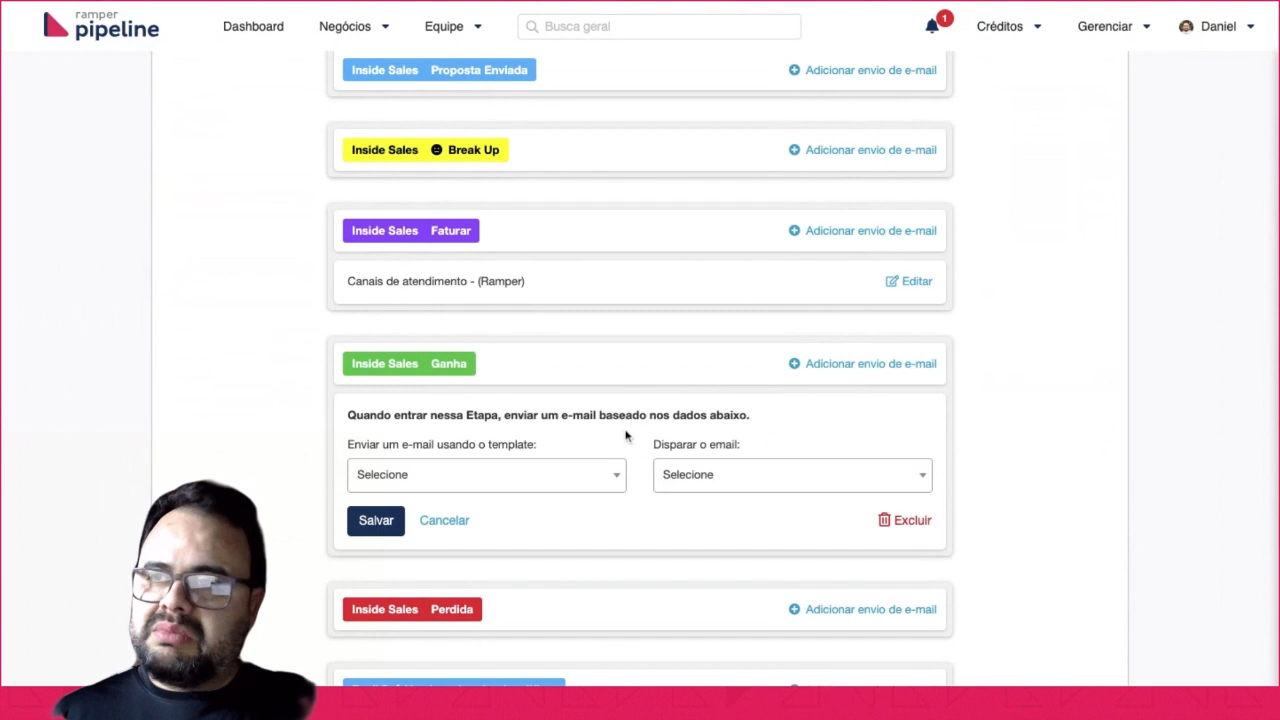 ramper
pipeline
Dashboard
Negócios
Equipe
Busca geral
1
Créditos
Gerenciar
Daniel
Inside Sales Proposta Enviada
Adicionar envio de e-mail
Inside Sales Break Up
Adicionar envio de e-mail
Inside Sales Faturar
Adicionar envio de e-mail
Canais de atendimento - (Ramper)
Editar
Inside Sales Ganha
Adicionar envio de e-mail
Quando entrar nessa Etapa, enviar um e-mail baseado nos dados abaixo.
Enviar um e-mail usando o template:
Disparar o email:
Selecione
Selecione
Salvar
Cancelar
Excluir
Inside Sales Perdida
Adicionar envio de e-mail